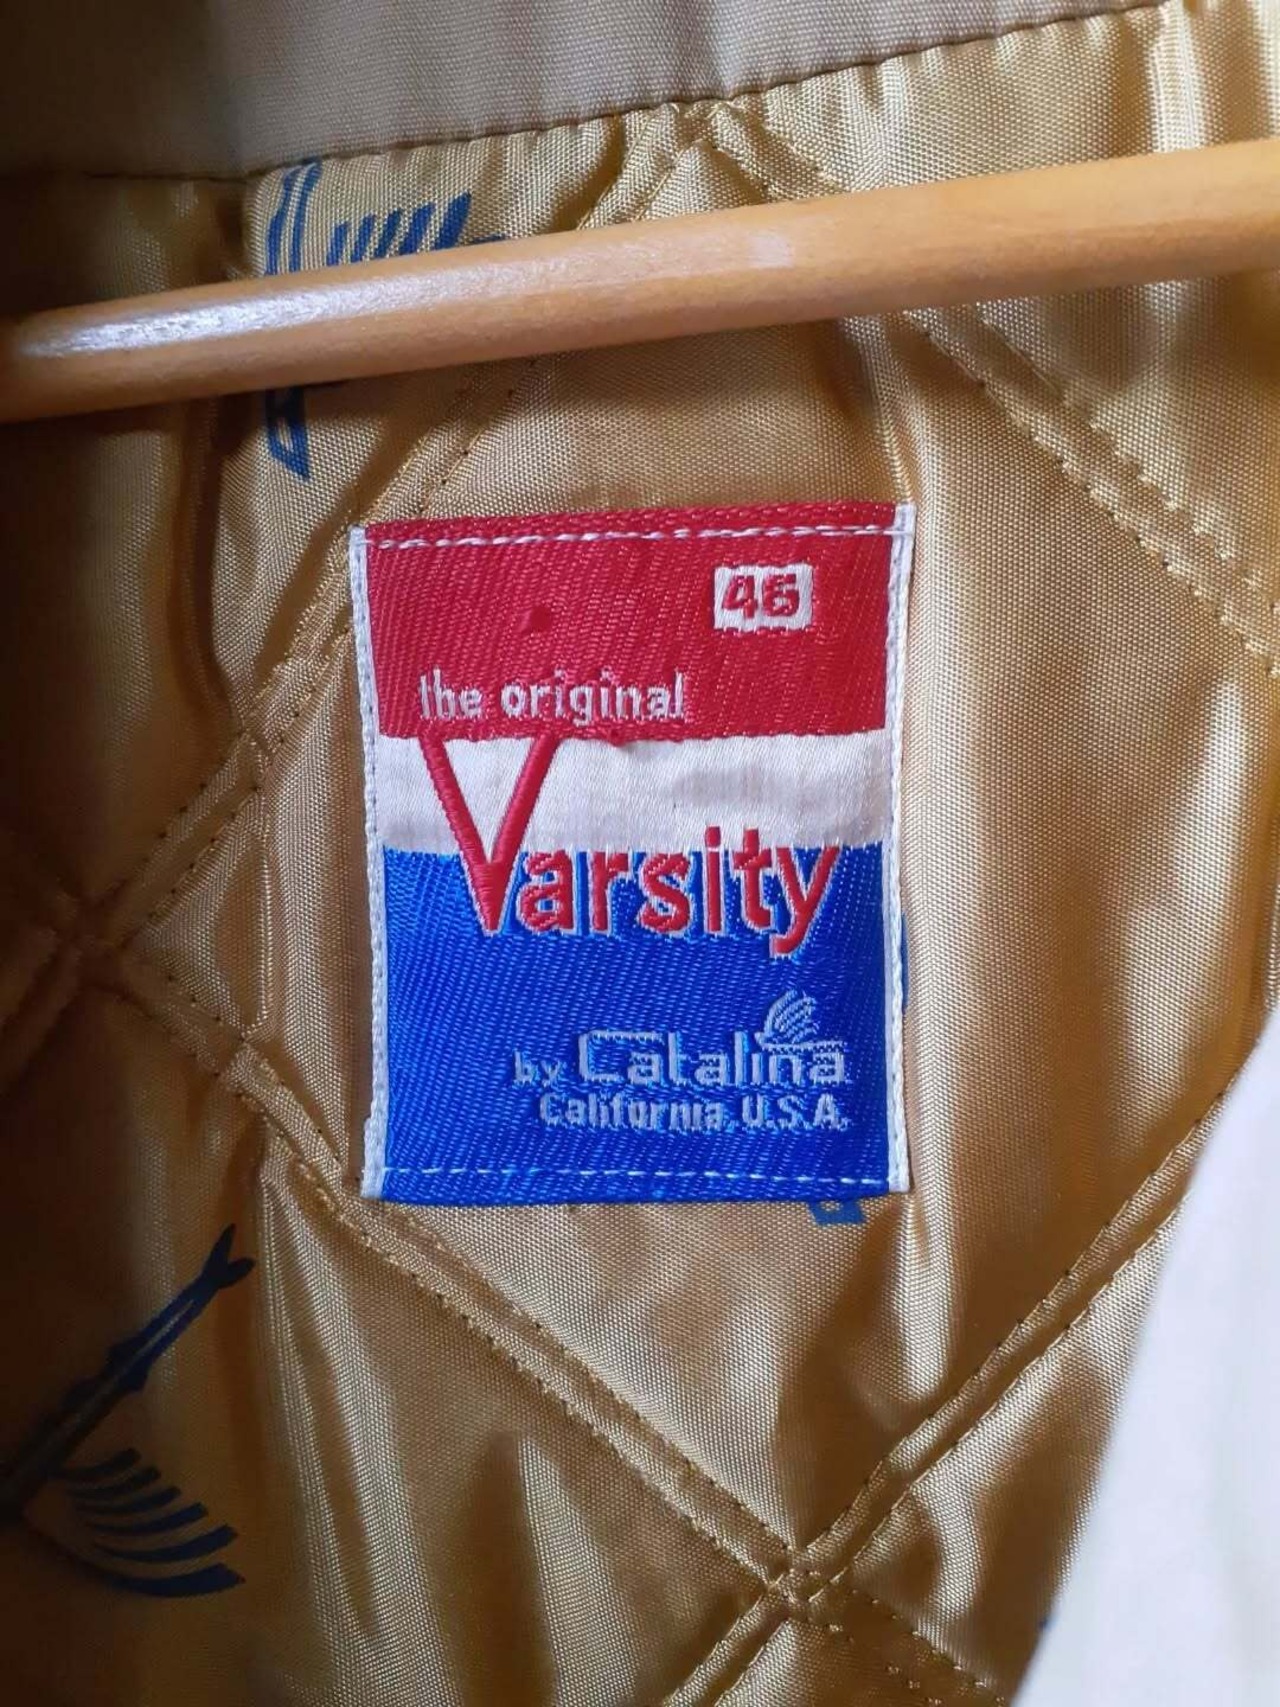 46
the original
Varsity
by Catalina
California, U.S.A.